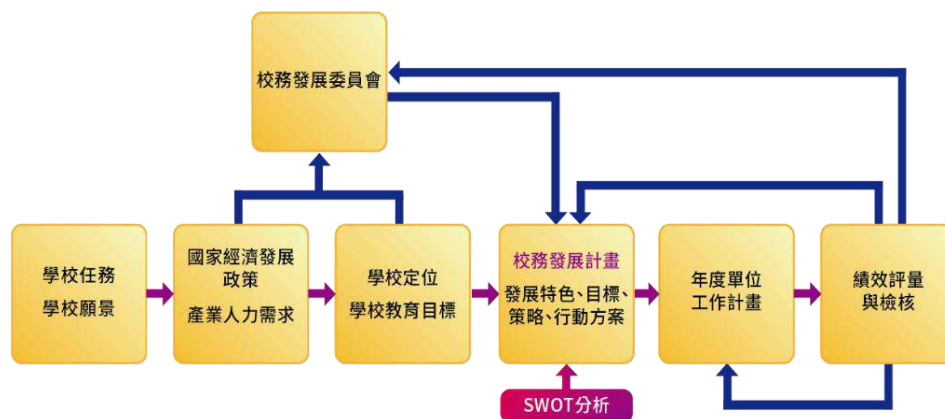 校務發展委員會
學校任務
學校願景
國家經濟發展
政策
產業人力需求
學校定位
學校教育目標
校務發展計畫
發展特色、目標、
策略、行動方案
年度單位
工作計畫
績效評量
與檢核
SWOT分析